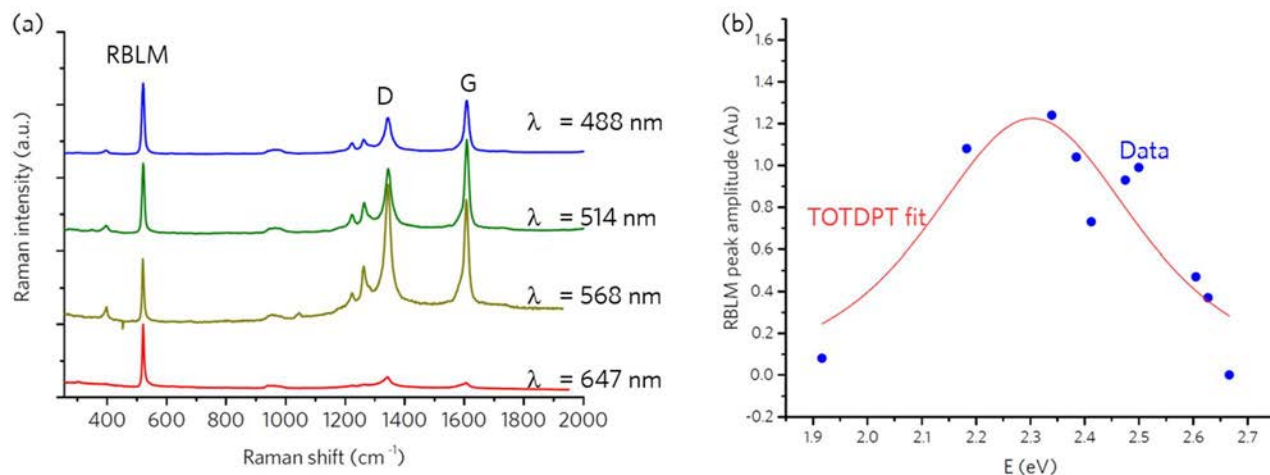 (a)
RBLM
D
G
λ = 488 nm
λ = 514 nm
λ = 568 nm
λ = 647 nm
Raman intensity (a.u.)
400 600 800 1000 1200 1400 1600 1800 2000
Raman shift (cm⁻¹)
(b)
1.6
1.4
1.2
1.0
0.8
0.6
0.4
0.2
0.0
-0.2
RBLM peak amplitude (Au)
Data
TOTDPT fit
1.9 2.0 2.1 2.2 2.3 2.4 2.5 2.6 2.7
E (eV)